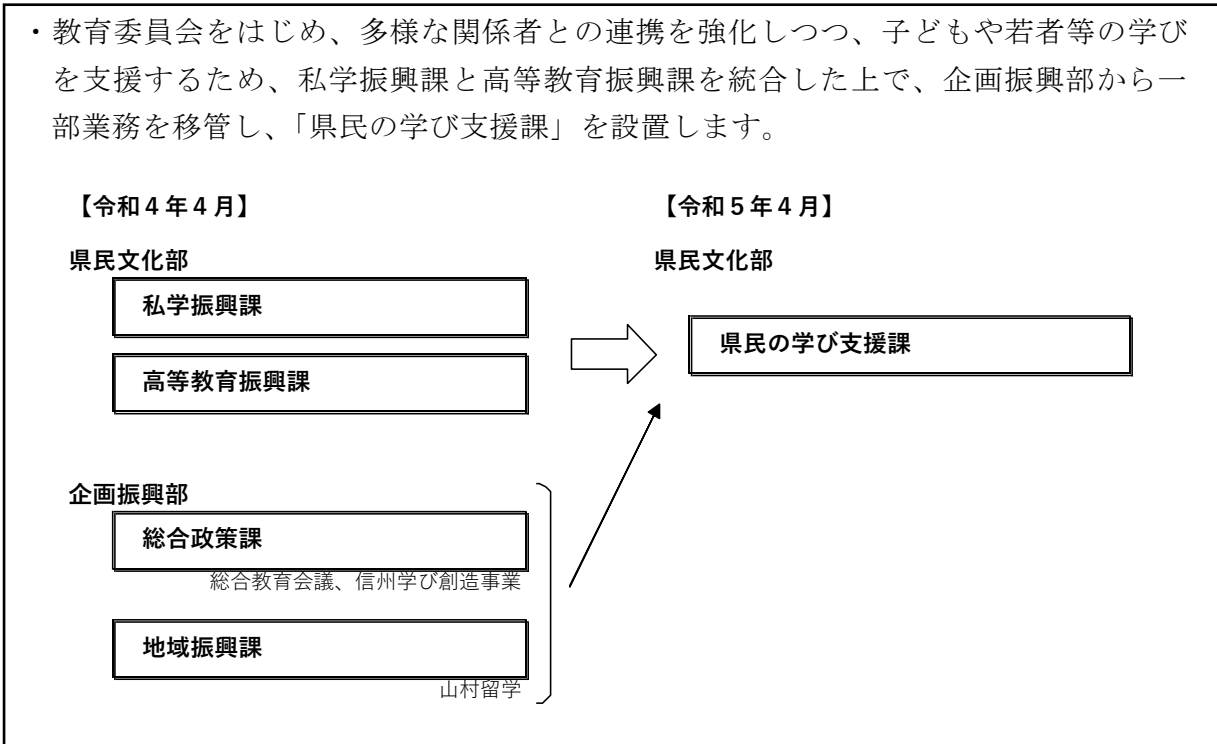 ・教育委員会をはじめ、多様な関係者との連携を強化しつつ、子どもや若者等の学び
を支援するため、私学振興課と高等教育振興課を統合した上で、企画振興部から一
部業務を移管し、「県民の学び支援課」を設置します。
【令和４年４月】
県民文化部
私学振興課
高等教育振興課
企画振興部
総合政策課
総合教育会議、信州学び創造事業
地域振興課
山村留学
【令和５年４月】
県民文化部
県民の学び支援課